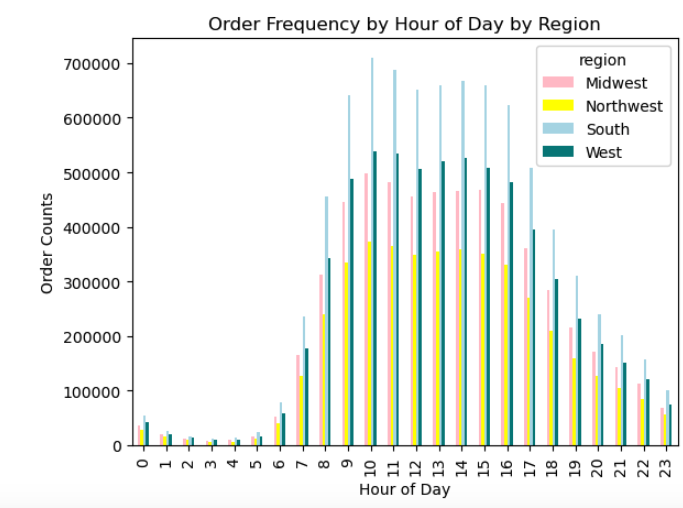 Order Frequency by Hour of Day by Region
region
Midwest
Northwest
South
West
Order Counts
700000
600000
500000
400000
300000
200000
100000
0
0 1 2 3 4 5 6 7 8 9 10 11 12 13 14 15 16 17 18 19 20 21 22 23
Hour of Day